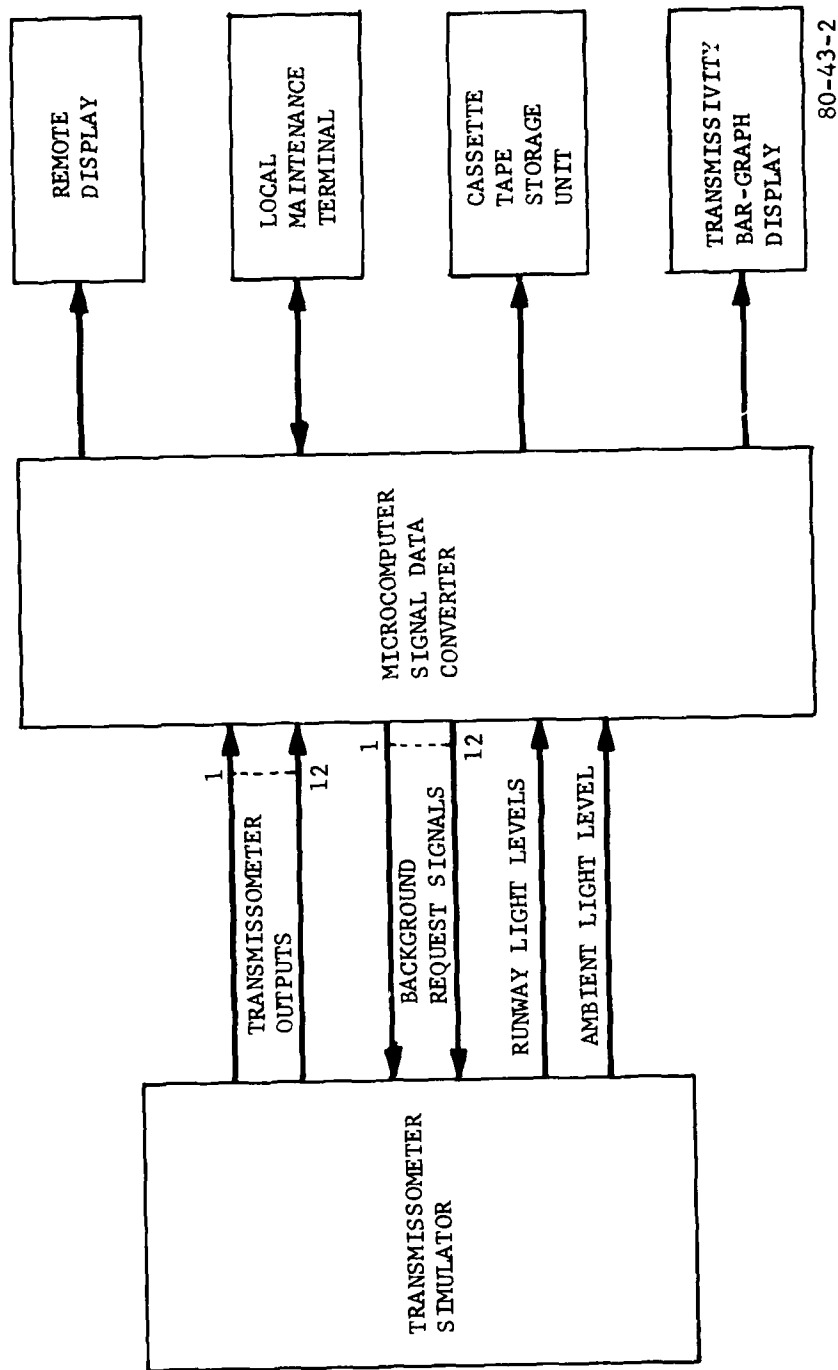 TRANSMISSOMETER
SIMULATOR
TRANSMISSOMETER
OUTPUTS
1
12
BACKGROUND
REQUEST SIGNALS
1
12
RUNWAY LIGHT LEVELS
AMBIENT LIGHT LEVEL
MICROCOMPUTER
SIGNAL DATA
CONVERTER
REMOTE
DISPLAY
LOCAL
MAINTENANCE
TERMINAL
CASSETTE
TAPE
STORAGE
UNIT
TRANSMISSIVITY
BAR-GRAPH
DISPLAY
80-43-2